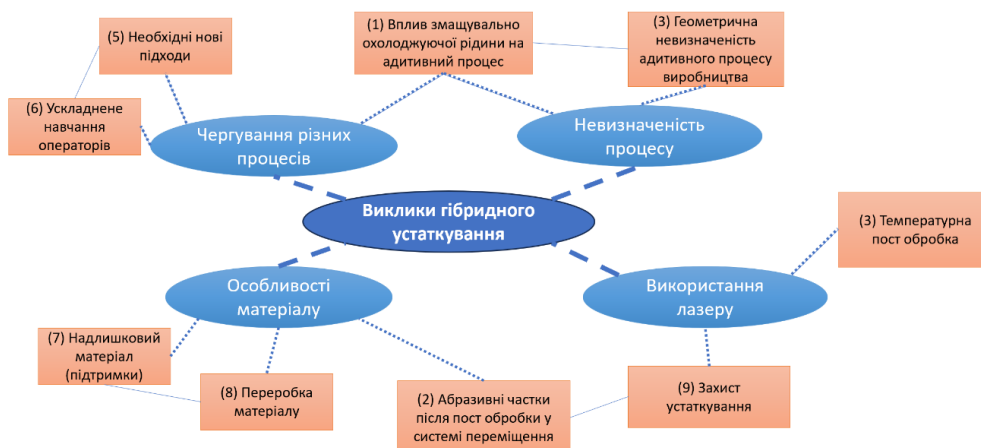 (5) Необхідні нові
підходи
(1) Вплив змащувально
охолоджуючої рідини на
адитивний процес
(3) Геометрична
невизначеність
адитивного процесу
виробництва
(6) Ускладнене
навчання
операторів
Чергування різних
процесів
Невизначеність
процесу
Виклики гібридного
устаткування
(3) Температурна
пост обробка
Особливості
матеріалу
Використання
лазеру
(7) Надлишковий
матеріал
(підтримки)
(8) Переробка
матеріалу
(2) Абразивні частки
після пост обробки у
системі переміщення
(9) Захист
устаткування